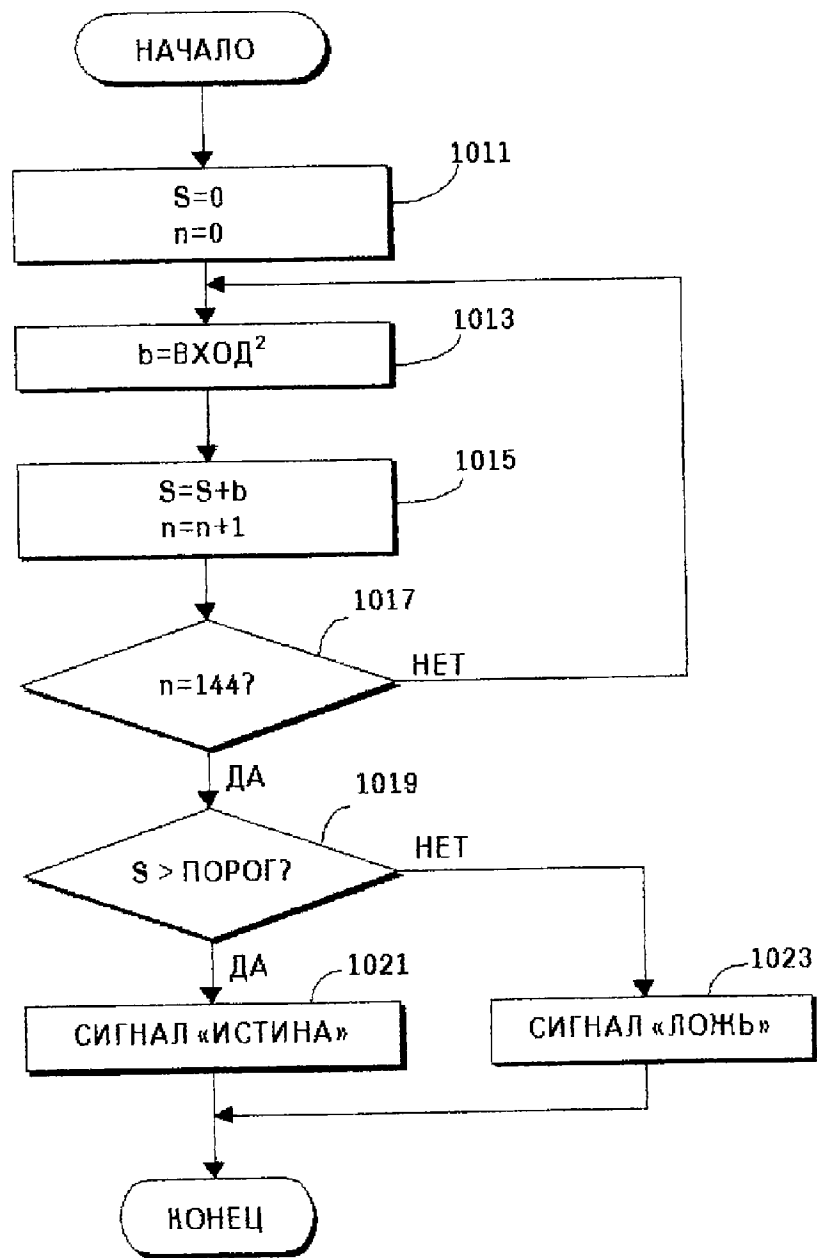 НАЧАЛО
1011
S=0
n=0
1013
b=ВХОД²
1015
S=S+b
n=n+1
1017
n=144?
НЕТ
ДА
1019
S > ПОРОГ?
НЕТ
ДА
1021
1023
СИГНАЛ «ИСТИНА»
СИГНАЛ «ЛОЖЬ»
КОНЕЦ